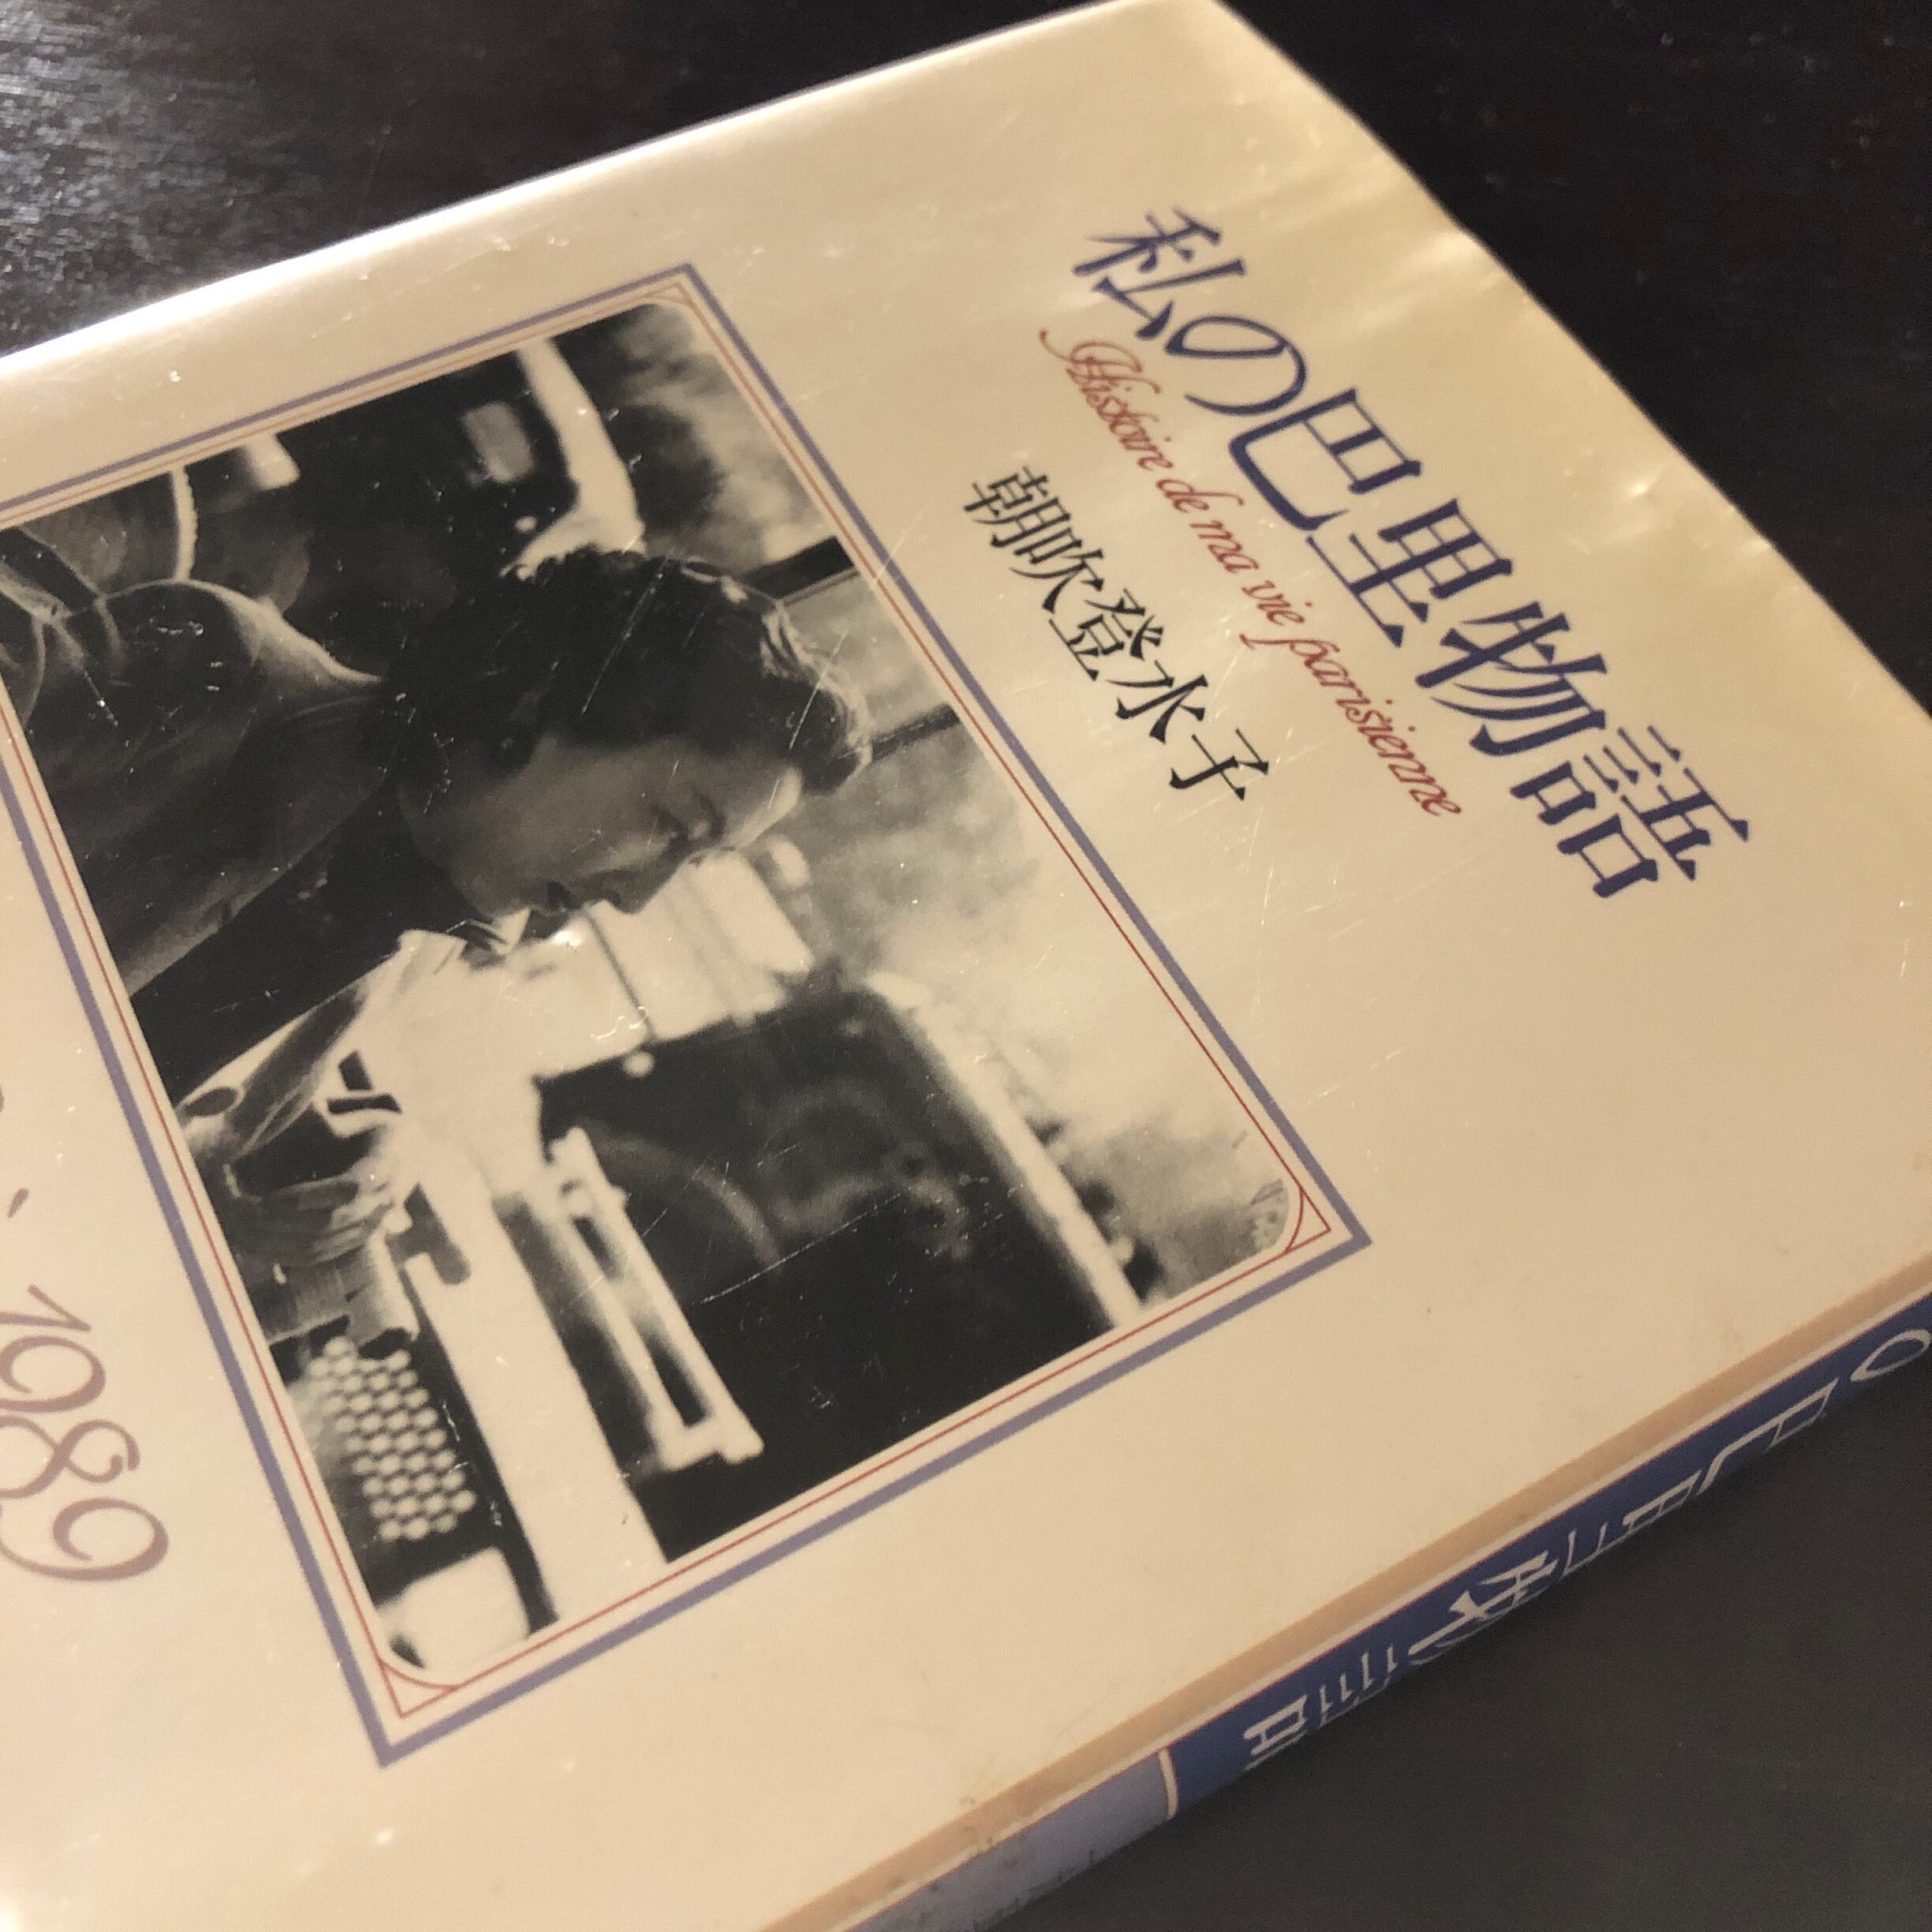 私の巴里物語
Histoire de ma vie parisienne
朝吹登水子
1989
の巴里物語